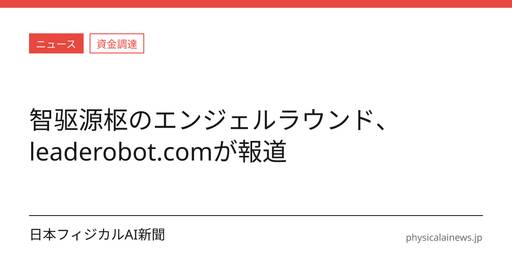 ニュース 資金調達
智驱源枢のエンジェルラウンド、
leaderobot.comが報道
日本フィジカルAI新聞
physicalainews.jp